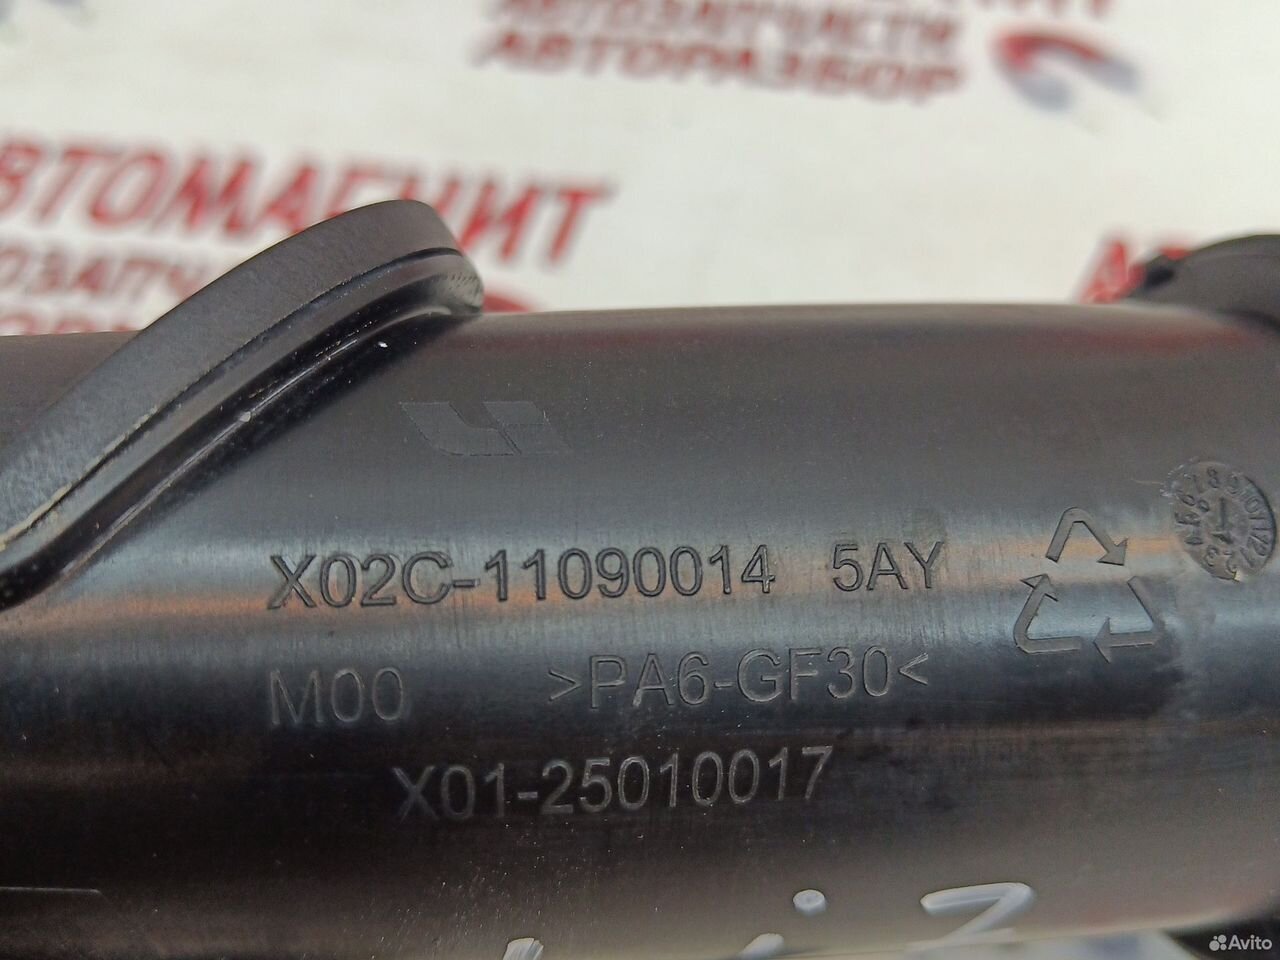 АВТОЗАПЧАСТИ
АВТОРАЗБОР
АВТОМАГНИТ
X02C-11090014 5AY
M00 >PA6-GF30<
X01-25010017
Avito